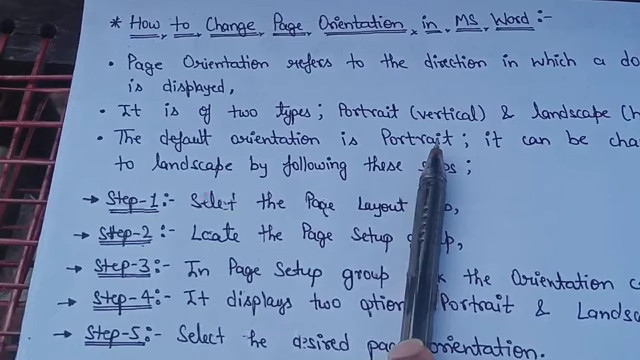 * How to Change Page Orientation in MS Word :-
• Page Orientation refers to the direction in which a do
is displayed,
• It is of two types; Portrait (vertical) & landscape (h
• The default orientation is Portrait; it can be cha
to landscape by following these s ps;
→ Step-1:- Select the Page Layout
→ Step-2:- Locate the Page Setup
→ Step-3:- In Page Setup group the Orientation c
→ Step-4:- It displays two option Portrait & Landsc
→ Step-5:- Select the desired pa orientation.